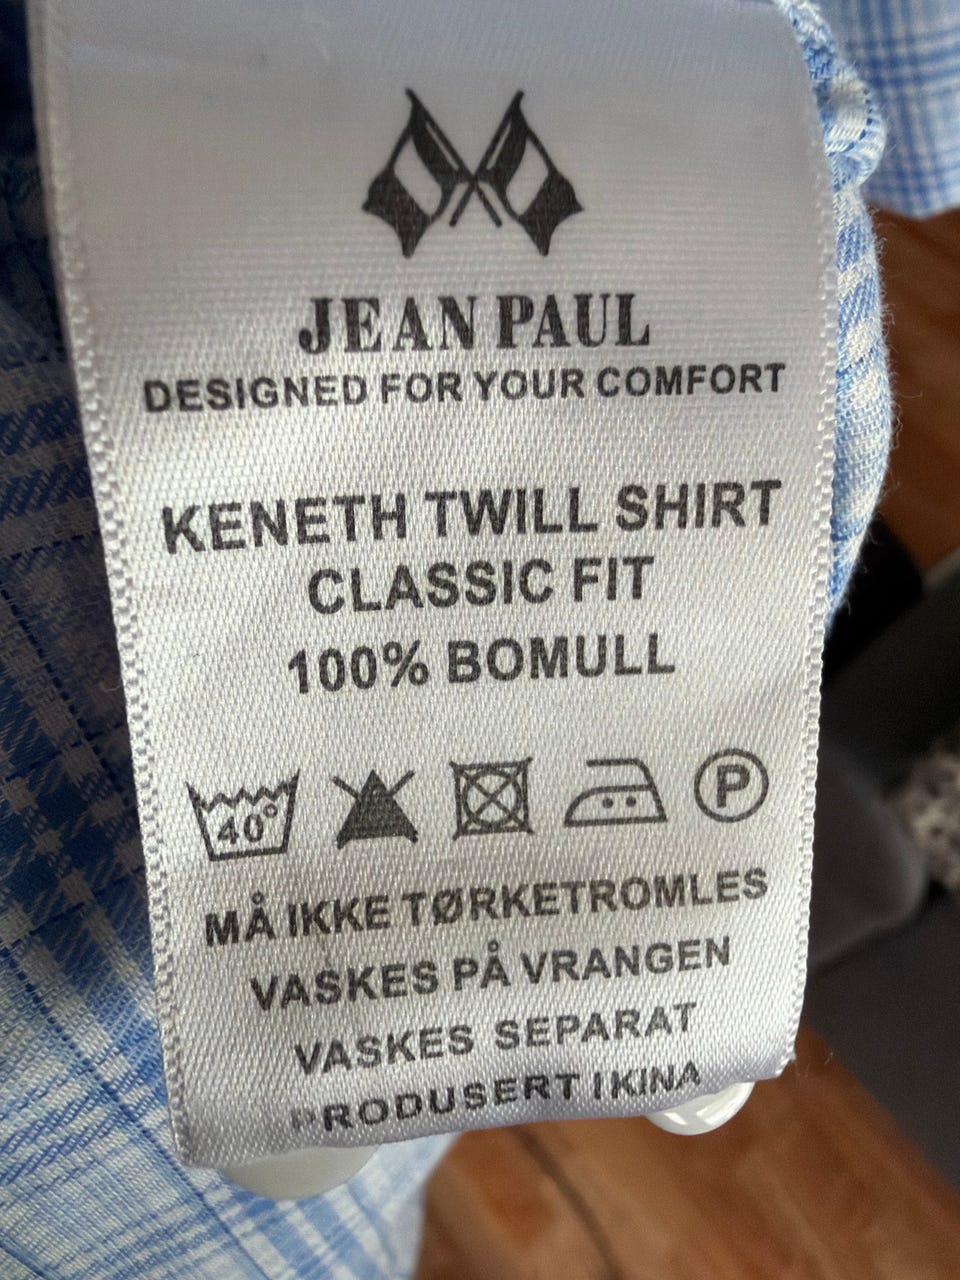 JEAN PAUL
DESIGNED FOR YOUR COMFORT
KENETH TWILL SHIRT
CLASSIC FIT
100% BOMULL
40° P
MÅ IKKE TØRKETROMLES
VASKES PÅ VRANGEN
VASKES SEPARAT
PRODUSERT I KINA